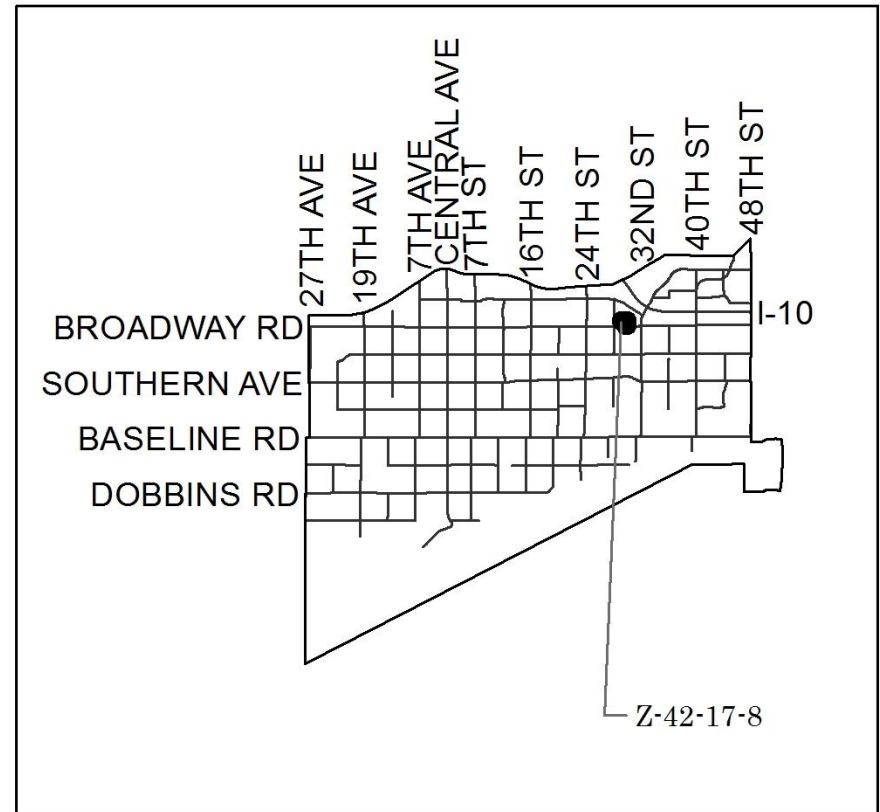 27TH AVE
19TH AVE
7TH AVE
CENTRAL AVE
7TH ST
16TH ST
24TH ST
32ND ST
40TH ST
48TH ST
I-10
BROADWAY RD
SOUTHERN AVE
BASELINE RD
DOBBINS RD
Z-42-17-8